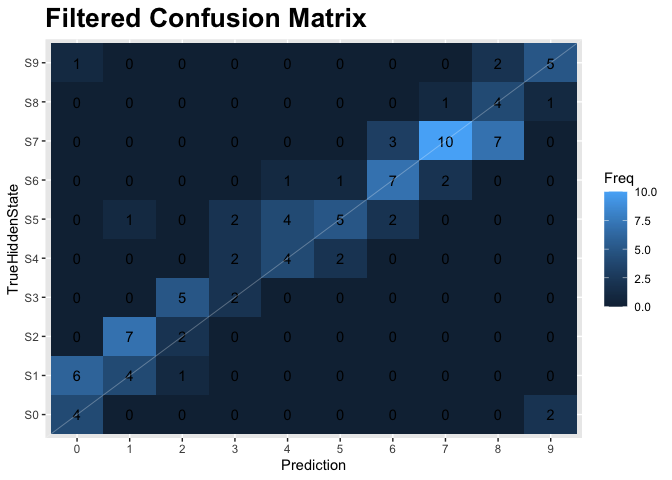 Filtered Confusion Matrix
S9 1 0 0 0 0 0 0 0 2 5
S8 0 0 0 0 0 0 0 1 4 1
S7 0 0 0 0 0 0 3 10 7 0
S6 0 0 0 0 1 1 7 2 0 0
S5 0 1 0 2 4 5 2 0 0 0
S4 0 0 0 2 4 2 0 0 0 0
S3 0 0 5 2 0 0 0 0 0 0
S2 0 7 2 0 0 0 0 0 0 0
S1 6 4 1 0 0 0 0 0 0 0
S0 4 0 0 0 0 0 0 0 0 2
0 1 2 3 4 5 6 7 8 9
Prediction
TrueHiddenState
Freq
10.0
7.5
5.0
2.5
0.0